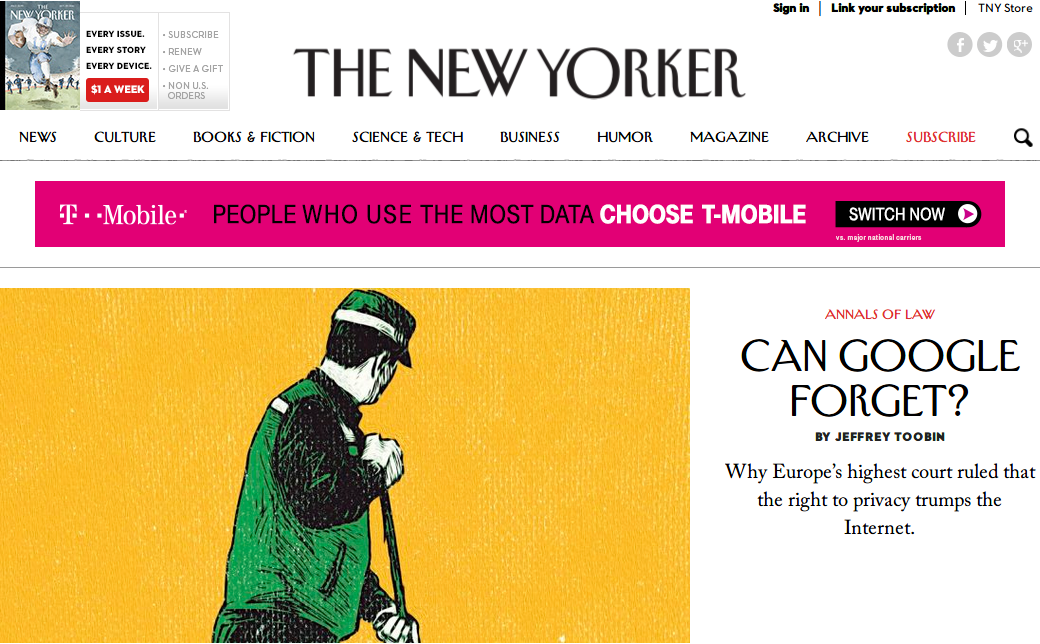 Sign in | Link your subscription | TNY Store
NEW YORKER
EVERY ISSUE.
EVERY STORY
EVERY DEVICE.
$1 A WEEK
• SUBSCRIBE
• RENEW
• GIVE A GIFT
• NON U.S.
ORDERS
THE NEW YORKER
NEWS CULTURE BOOKS & FICTION SCIENCE & TECH BUSINESS HUMOR MAGAZINE ARCHIVE SUBSCRIBE
T • • Mobile • PEOPLE WHO USE THE MOST DATA CHOOSE T-MOBILE SWITCH NOW
vs. major national carriers
ANNALS OF LAW
CAN GOOGLE
FORGET?
BY JEFFREY TOOBIN
Why Europe's highest court ruled that
the right to privacy trumps the
Internet.